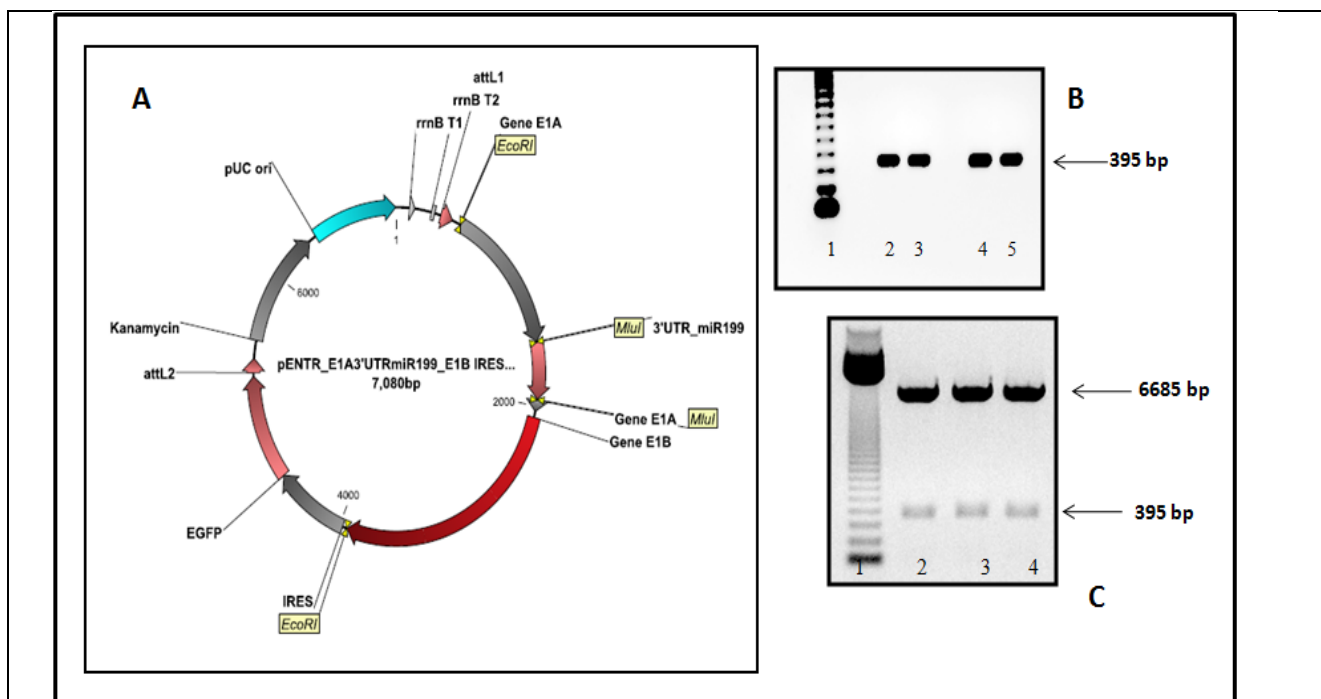 A
attL1
rrnB T2
rrnB T1
Gene E1A
EcoRI
pUC ori
1
6000
Kanamycin
MluI 3'UTR_miR199
pENTR_E1A3'UTRmiR199_E1B IRES...
7,080bp
attL2
2000
Gene E1A MluI
Gene E1B
EGFP
4000
IRES
EcoRI
B
395 bp
1 2 3 4 5
6685 bp
395 bp
1 2 3 4
C